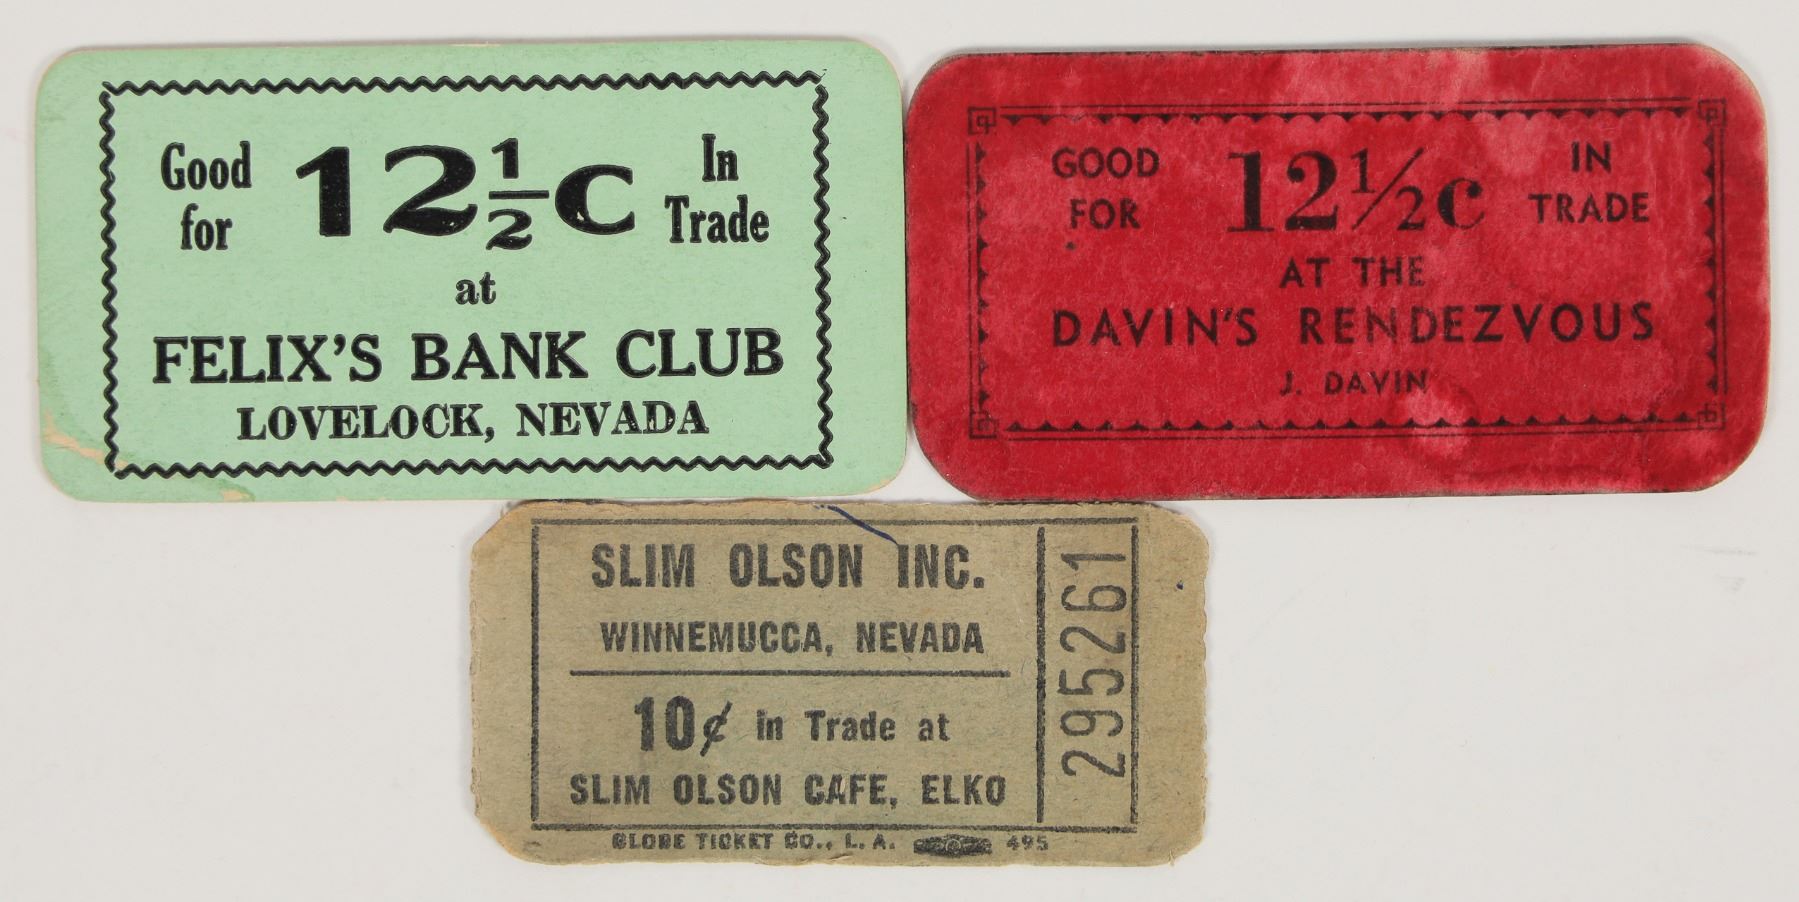 Good for 12½C In Trade
at
FELIX'S BANK CLUB
LOVELOCK, NEVADA
GOOD FOR 12½c IN TRADE
AT THE
DAVIN'S RENDEZVOUS
J. DAVIN
SLIM OLSON INC.
WINNEMUCCA, NEVADA
10¢ in Trade at
SLIM OLSON CAFE, ELKO
GLOBE TICKET CO., L. A. 495
295261